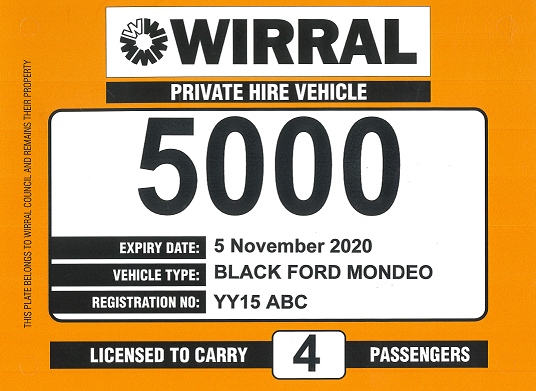 WIRRAL
PRIVATE HIRE VEHICLE
5000
EXPIRY DATE: 5 November 2020
VEHICLE TYPE: BLACK FORD MONDEO
REGISTRATION NO: YY15 ABC
LICENSED TO CARRY 4 PASSENGERS
THIS PLATE BELONGS TO WIRRAL COUNCIL AND REMAINS THEIR PROPERTY